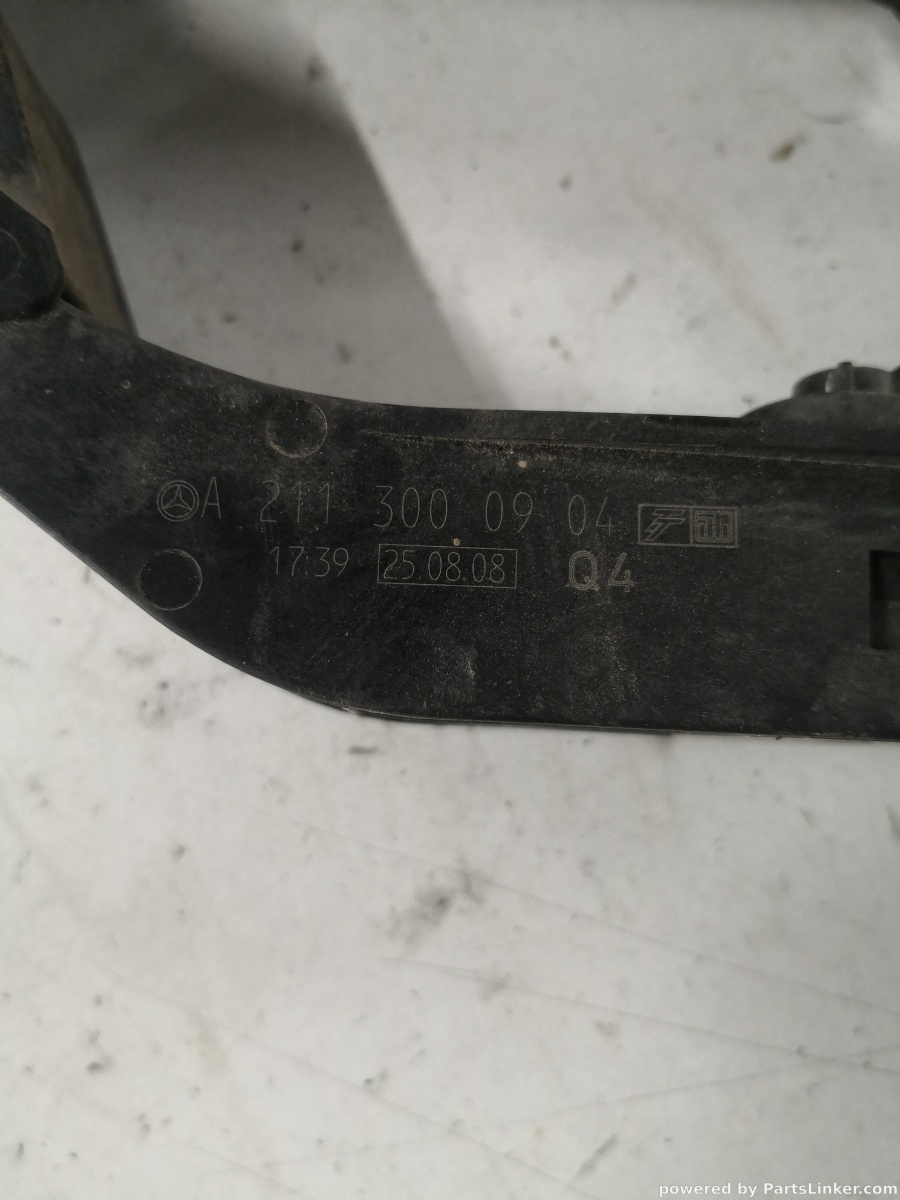 A 211 300 09 04
17:39 25.08.08 Q4
powered by PartsLinker.com